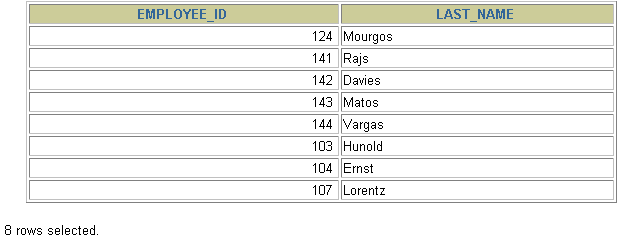 EMPLOYEE_ID LAST_NAME
124 Mourgos
141 Rajs
142 Davies
143 Matos
144 Vargas
103 Hunold
104 Ernst
107 Lorentz
8 rows selected.